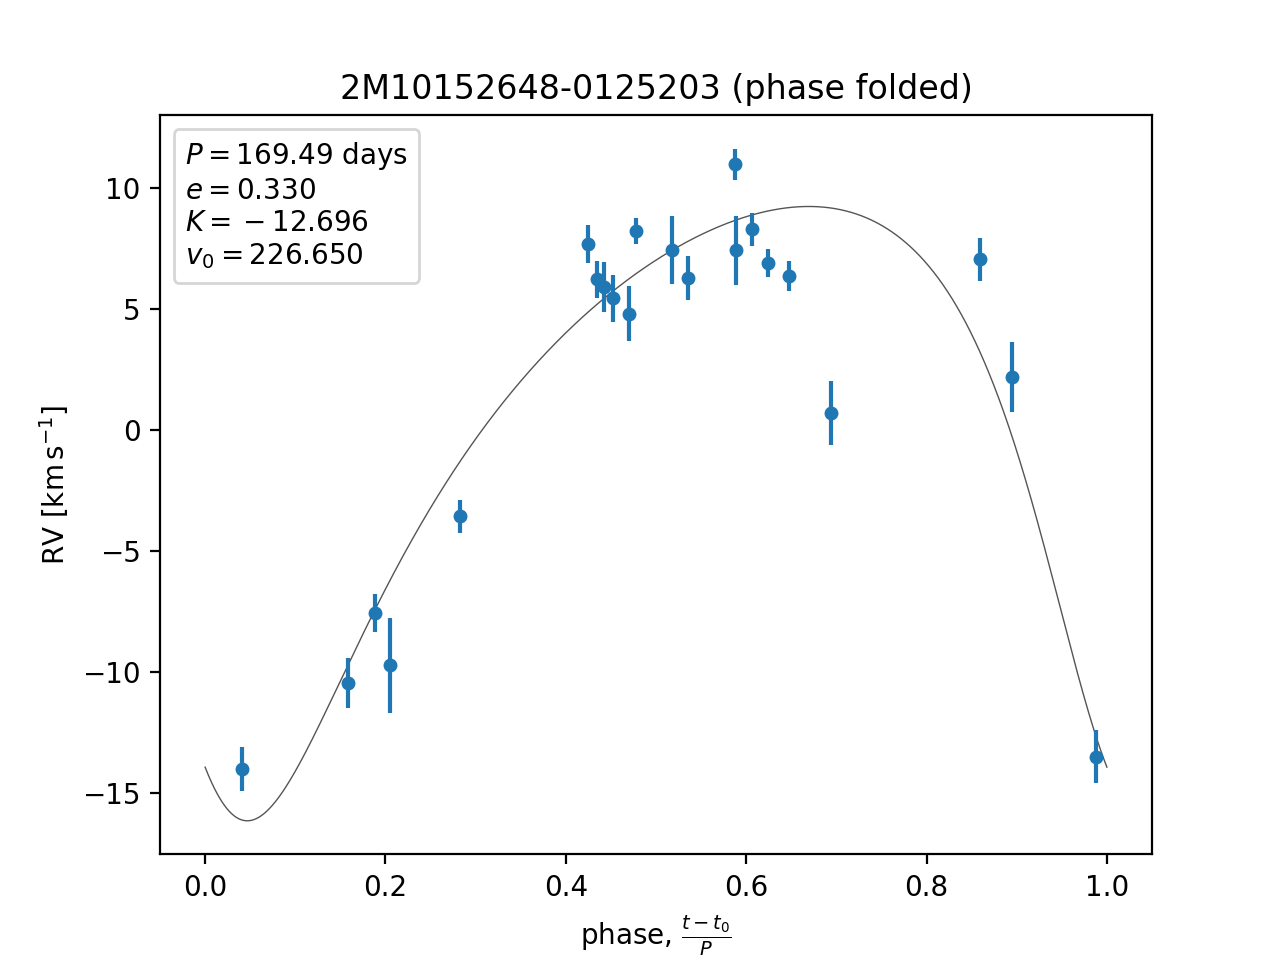 2M10152648-0125203 (phase folded)
P = 169.49 days
e = 0.330
K = −12.696
v₀ = 226.650
10
5
0
−5
−10
−15
RV [km s⁻¹]
0.0 0.2 0.4 0.6 0.8 1.0
phase, (t − t₀)/P